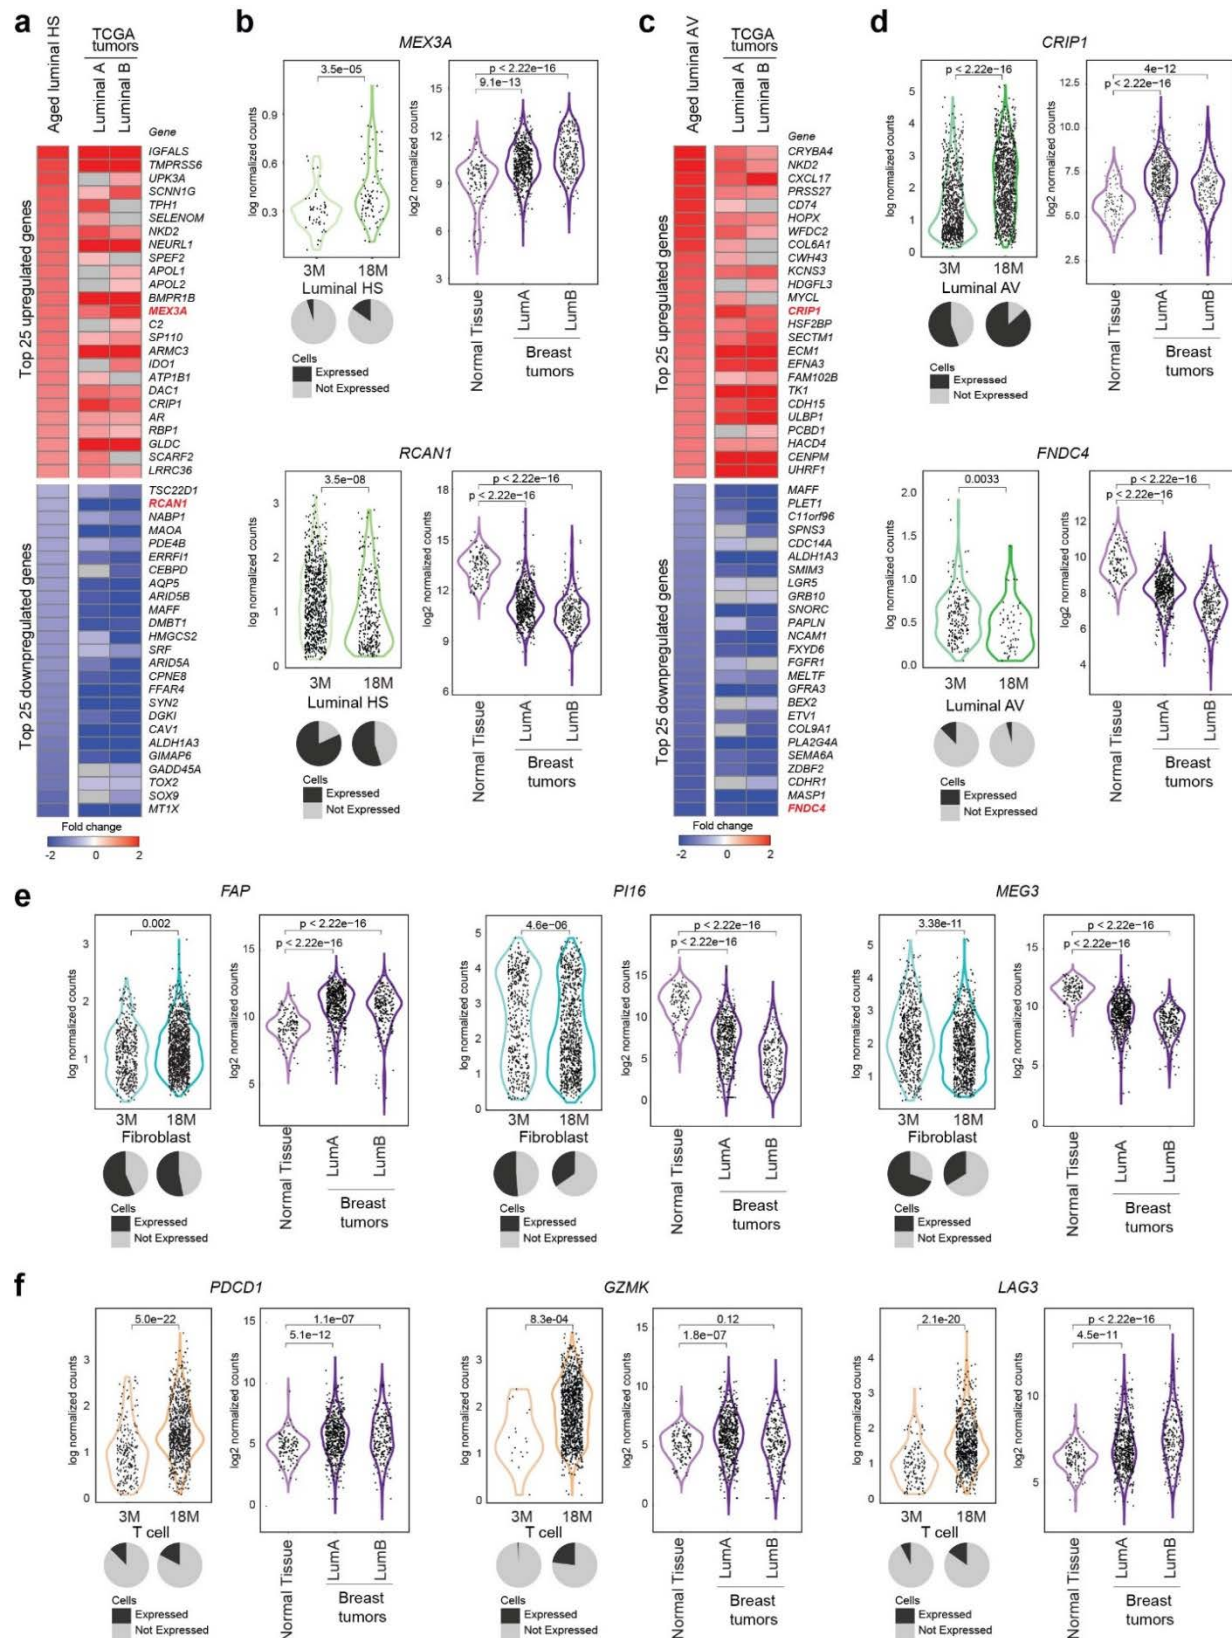 a
Aged luminal HS
TCGA
tumors
Luminal A
Luminal B
Gene
Top 25 upregulated genes
IGFALS
TMPRSS6
UPK3A
SCNN1G
TPH1
SELENOM
NKD2
NEURL1
SPEF2
APOL1
APOL2
BMPR1B
MEX3A
C2
SP110
ARMC3
IDO1
ATP1B1
DAC1
CRIP1
AR
RBP1
GLDC
SCARF2
LRRC36
Top 25 downregulated genes
TSC22D1
RCAN1
NABP1
MAOA
PDE4B
ERRFI1
CEBPD
AQP5
ARID5B
MAFF
DMBT1
HMGCS2
SRF
ARID5A
CPNE8
FFAR4
SYN2
DGKI
CAV1
ALDH1A3
GIMAP6
GADD45A
TOX2
SOX9
MT1X
Fold change
-2 0 2
b
MEX3A
log normalized counts
0.9
0.6
0.3
3.5e−05
3M 18M
Luminal HS
Cells
Expressed
Not Expressed
log2 normalized counts
15
12
9
6
3
p < 2.22e−16
9.1e−13
Normal Tissue
LumA
LumB
Breast
tumors
RCAN1
log normalized counts
3
2
1
0
3.5e−08
3M 18M
Luminal HS
Cells
Expressed
Not Expressed
log2 normalized counts
18
15
12
9
6
p < 2.22e−16
p < 2.22e−16
Normal Tissue
LumA
LumB
Breast
tumors
c
Aged luminal AV
TCGA
tumors
Luminal A
Luminal B
Gene
Top 25 upregulated genes
CRYBA4
NKD2
CXCL17
PRSS27
CD74
HOPX
WFDC2
COL6A1
CWH43
KCNS3
HDGFL3
MYCL
CRIP1
HSF2BP
SECTM1
ECM1
EFNA3
FAM102B
TK1
CDH15
ULBP1
PCBD1
HACD4
CENPM
UHRF1
Top 25 downregulated genes
MAFF
PLET1
C11orf96
SPNS3
CDC14A
ALDH1A3
SMIM3
LGR5
GRB10
SNORC
PAPLN
NCAM1
FXYD6
FGFR1
MELTF
GFRA3
BEX2
ETV1
COL9A1
PLA2G4A
SEMA6A
ZDBF2
CDHR1
MASP1
FNDC4
Fold change
-2 0 2
d
CRIP1
log normalized counts
5
4
3
2
1
0
p < 2.22e−16
3M 18M
Luminal AV
Cells
Expressed
Not Expressed
log2 normalized counts
12.5
10.0
7.5
5.0
2.5
4e−12
p < 2.22e−16
Normal Tissue
LumA
LumB
Breast
tumors
FNDC4
log normalized counts
2.0
1.5
1.0
0.5
0.0
0.0033
3M 18M
Luminal AV
Cells
Expressed
Not Expressed
log2 normalized counts
12
10
8
6
4
p < 2.22e−16
p < 2.22e−16
Normal Tissue
LumA
LumB
Breast
tumors
e
FAP
log normalized counts
3
2
1
0.002
3M 18M
Fibroblast
Cells
Expressed
Not Expressed
log2 normalized counts
15
10
5
p < 2.22e−16
p < 2.22e−16
Normal Tissue
LumA
LumB
Breast
tumors
PI16
log normalized counts
5
4
3
2
1
0
4.6e−06
3M 18M
Fibroblast
Cells
Expressed
Not Expressed
log2 normalized counts
15
10
5
0
p < 2.22e−16
p < 2.22e−16
Normal Tissue
LumA
LumB
Breast
tumors
MEG3
log normalized counts
5
4
3
2
1
3.38e−11
3M 18M
Fibroblast
Cells
Expressed
Not Expressed
log2 normalized counts
15
10
5
0
p < 2.22e−16
p < 2.22e−16
Normal Tissue
LumA
LumB
Breast
tumors
f
PDCD1
log normalized counts
3
2
1
0
5.0e−22
3M 18M
T cell
Cells
Expressed
Not Expressed
log2 normalized counts
15
10
5
0
1.1e−07
5.1e−12
Normal Tissue
LumA
LumB
Breast
tumors
GZMK
log normalized counts
3
2
1
0
8.3e−04
3M 18M
T cell
Cells
Expressed
Not Expressed
log2 normalized counts
15
10
5
0
0.12
1.8e−07
Normal Tissue
LumA
LumB
Breast
tumors
LAG3
log normalized counts
4
3
2
1
0
2.1e−20
3M 18M
T cell
Cells
Expressed
Not Expressed
log2 normalized counts
10
5
p < 2.22e−16
4.5e−11
Normal Tissue
LumA
LumB
Breast
tumors